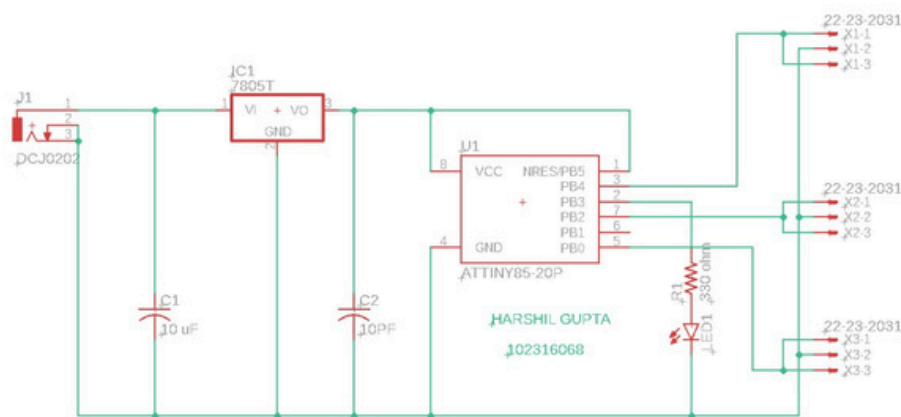 J1
1
2
3
DCJ0202
IC1
7805T
1
VI
VO
3
GND
2
C1
10 uF
C2
10PF
U1
8
VCC
4
GND
NRES/PB5
1
PB4
3
PB3
2
PB2
7
PB1
6
PB0
5
ATTINY85-20P
HARSHIL GUPTA
102316068
R1
330 ohm
LED1
22-23-2031
X1-1
X1-2
X1-3
22-23-2031
X2-1
X2-2
X2-3
22-23-2031
X3-1
X3-2
X3-3